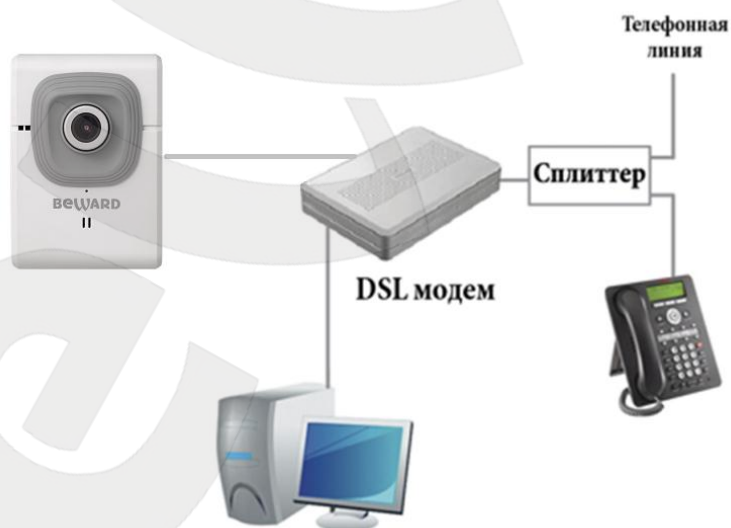 Телефонная
линия
BEWARD
Сплиттер
DSL модем